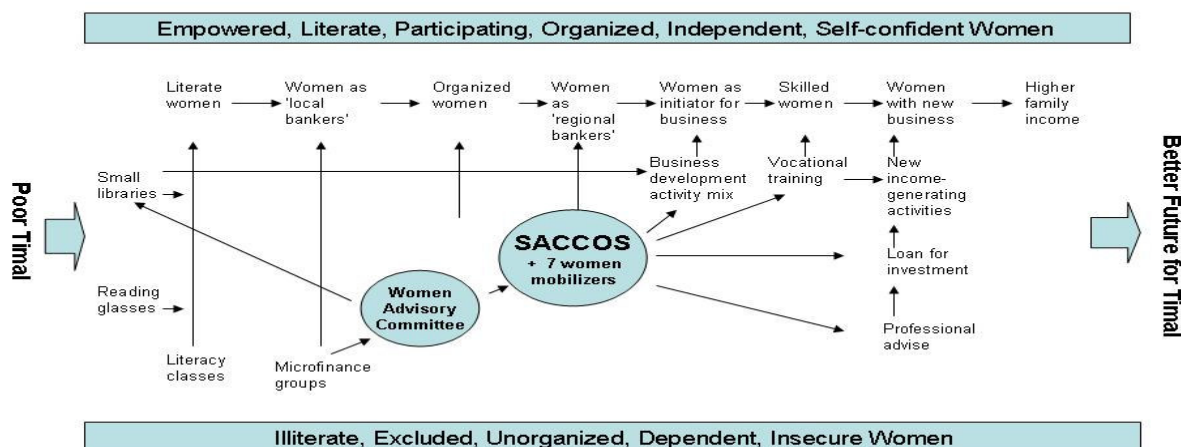 Empowered, Literate, Participating, Organized, Independent, Self-confident Women
Literate
women
Women as
'local
bankers'
Organized
women
Women
as
'regional
bankers'
Women as
initiator for
business
Skilled
women
Women
with new
business
Higher
family
income
Small
libraries
Business
development
activity mix
Vocational
training
New
income-
generating
activities
Poor Timal
Better Future for Timal
SACCOS
+ 7 women
mobilizers
Loan for
investment
Reading
glasses
Women
Advisory
Committee
Professional
advise
Literacy
classes
Microfinance
groups
Illiterate, Excluded, Unorganized, Dependent, Insecure Women